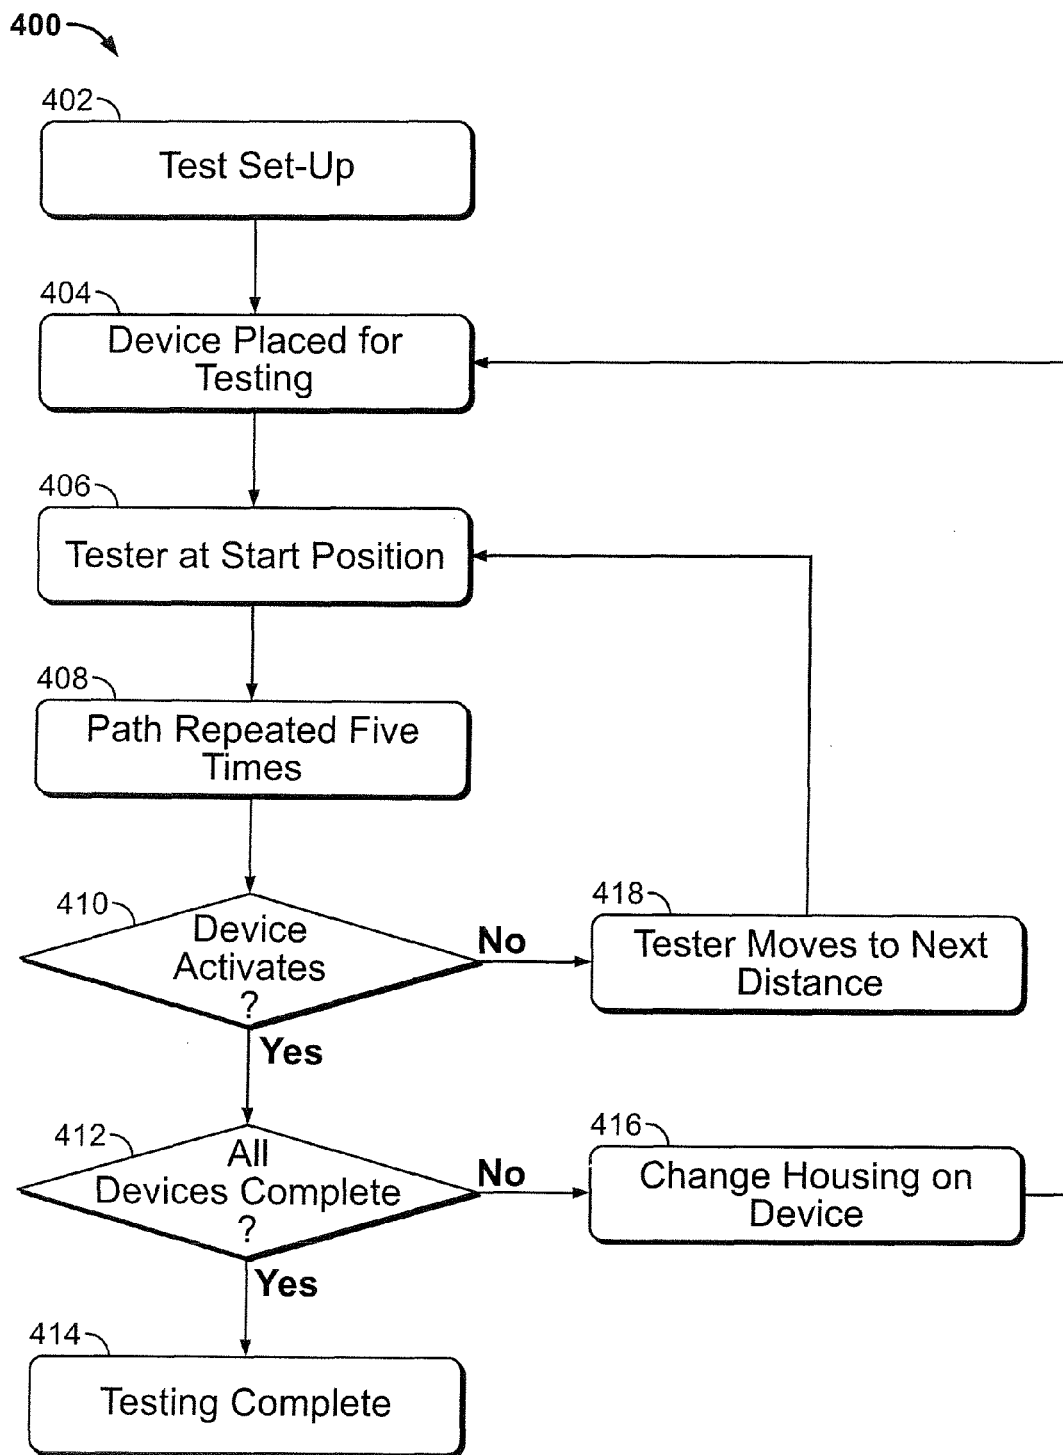 400
402
Test Set-Up
404
Device Placed for
Testing
406
Tester at Start Position
408
Path Repeated Five
Times
410
Device
Activates
?
No
418
Tester Moves to Next
Distance
Yes
412
All
Devices Complete
?
No
416
Change Housing on
Device
Yes
414
Testing Complete